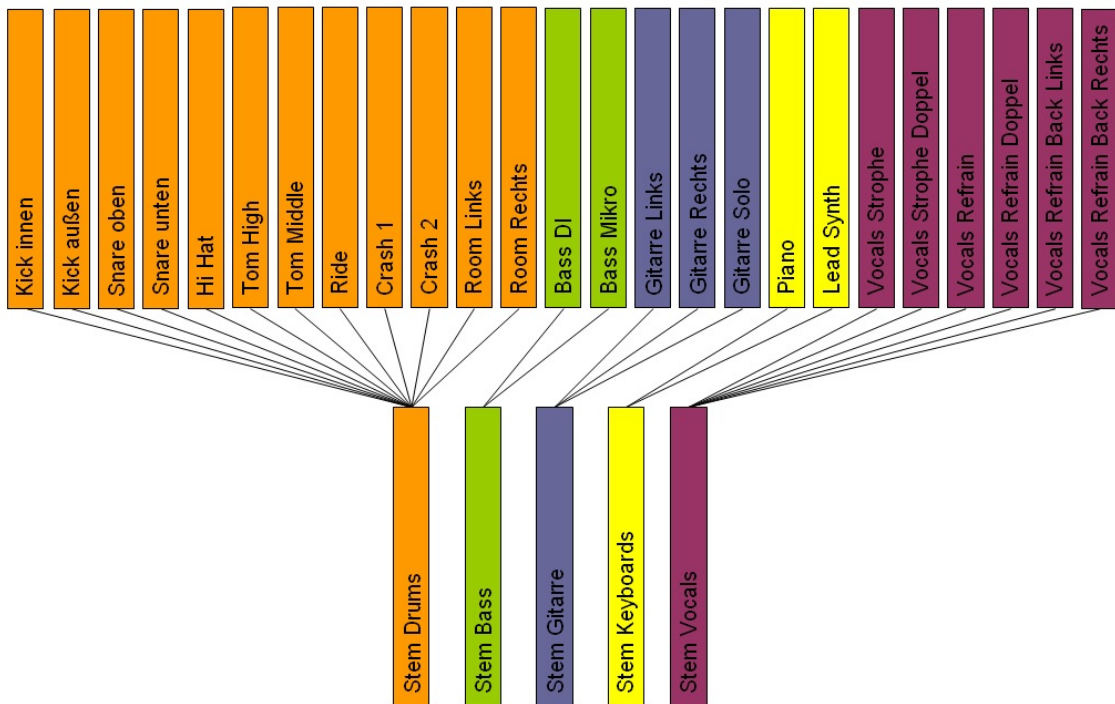 Kick innen
Kick außen
Snare oben
Snare unten
Hi Hat
Tom High
Tom Middle
Ride
Crash 1
Crash 2
Room Links
Room Rechts
Bass DI
Bass Mikro
Gitarre Links
Gitarre Rechts
Gitarre Solo
Piano
Lead Synth
Vocals Strophe
Vocals Strophe Doppel
Vocals Refrain
Vocals Refrain Doppel
Vocals Refrain Back Links
Vocals Refrain Back Rechts
Stem Drums
Stem Bass
Stem Gitarre
Stem Keyboards
Stem Vocals